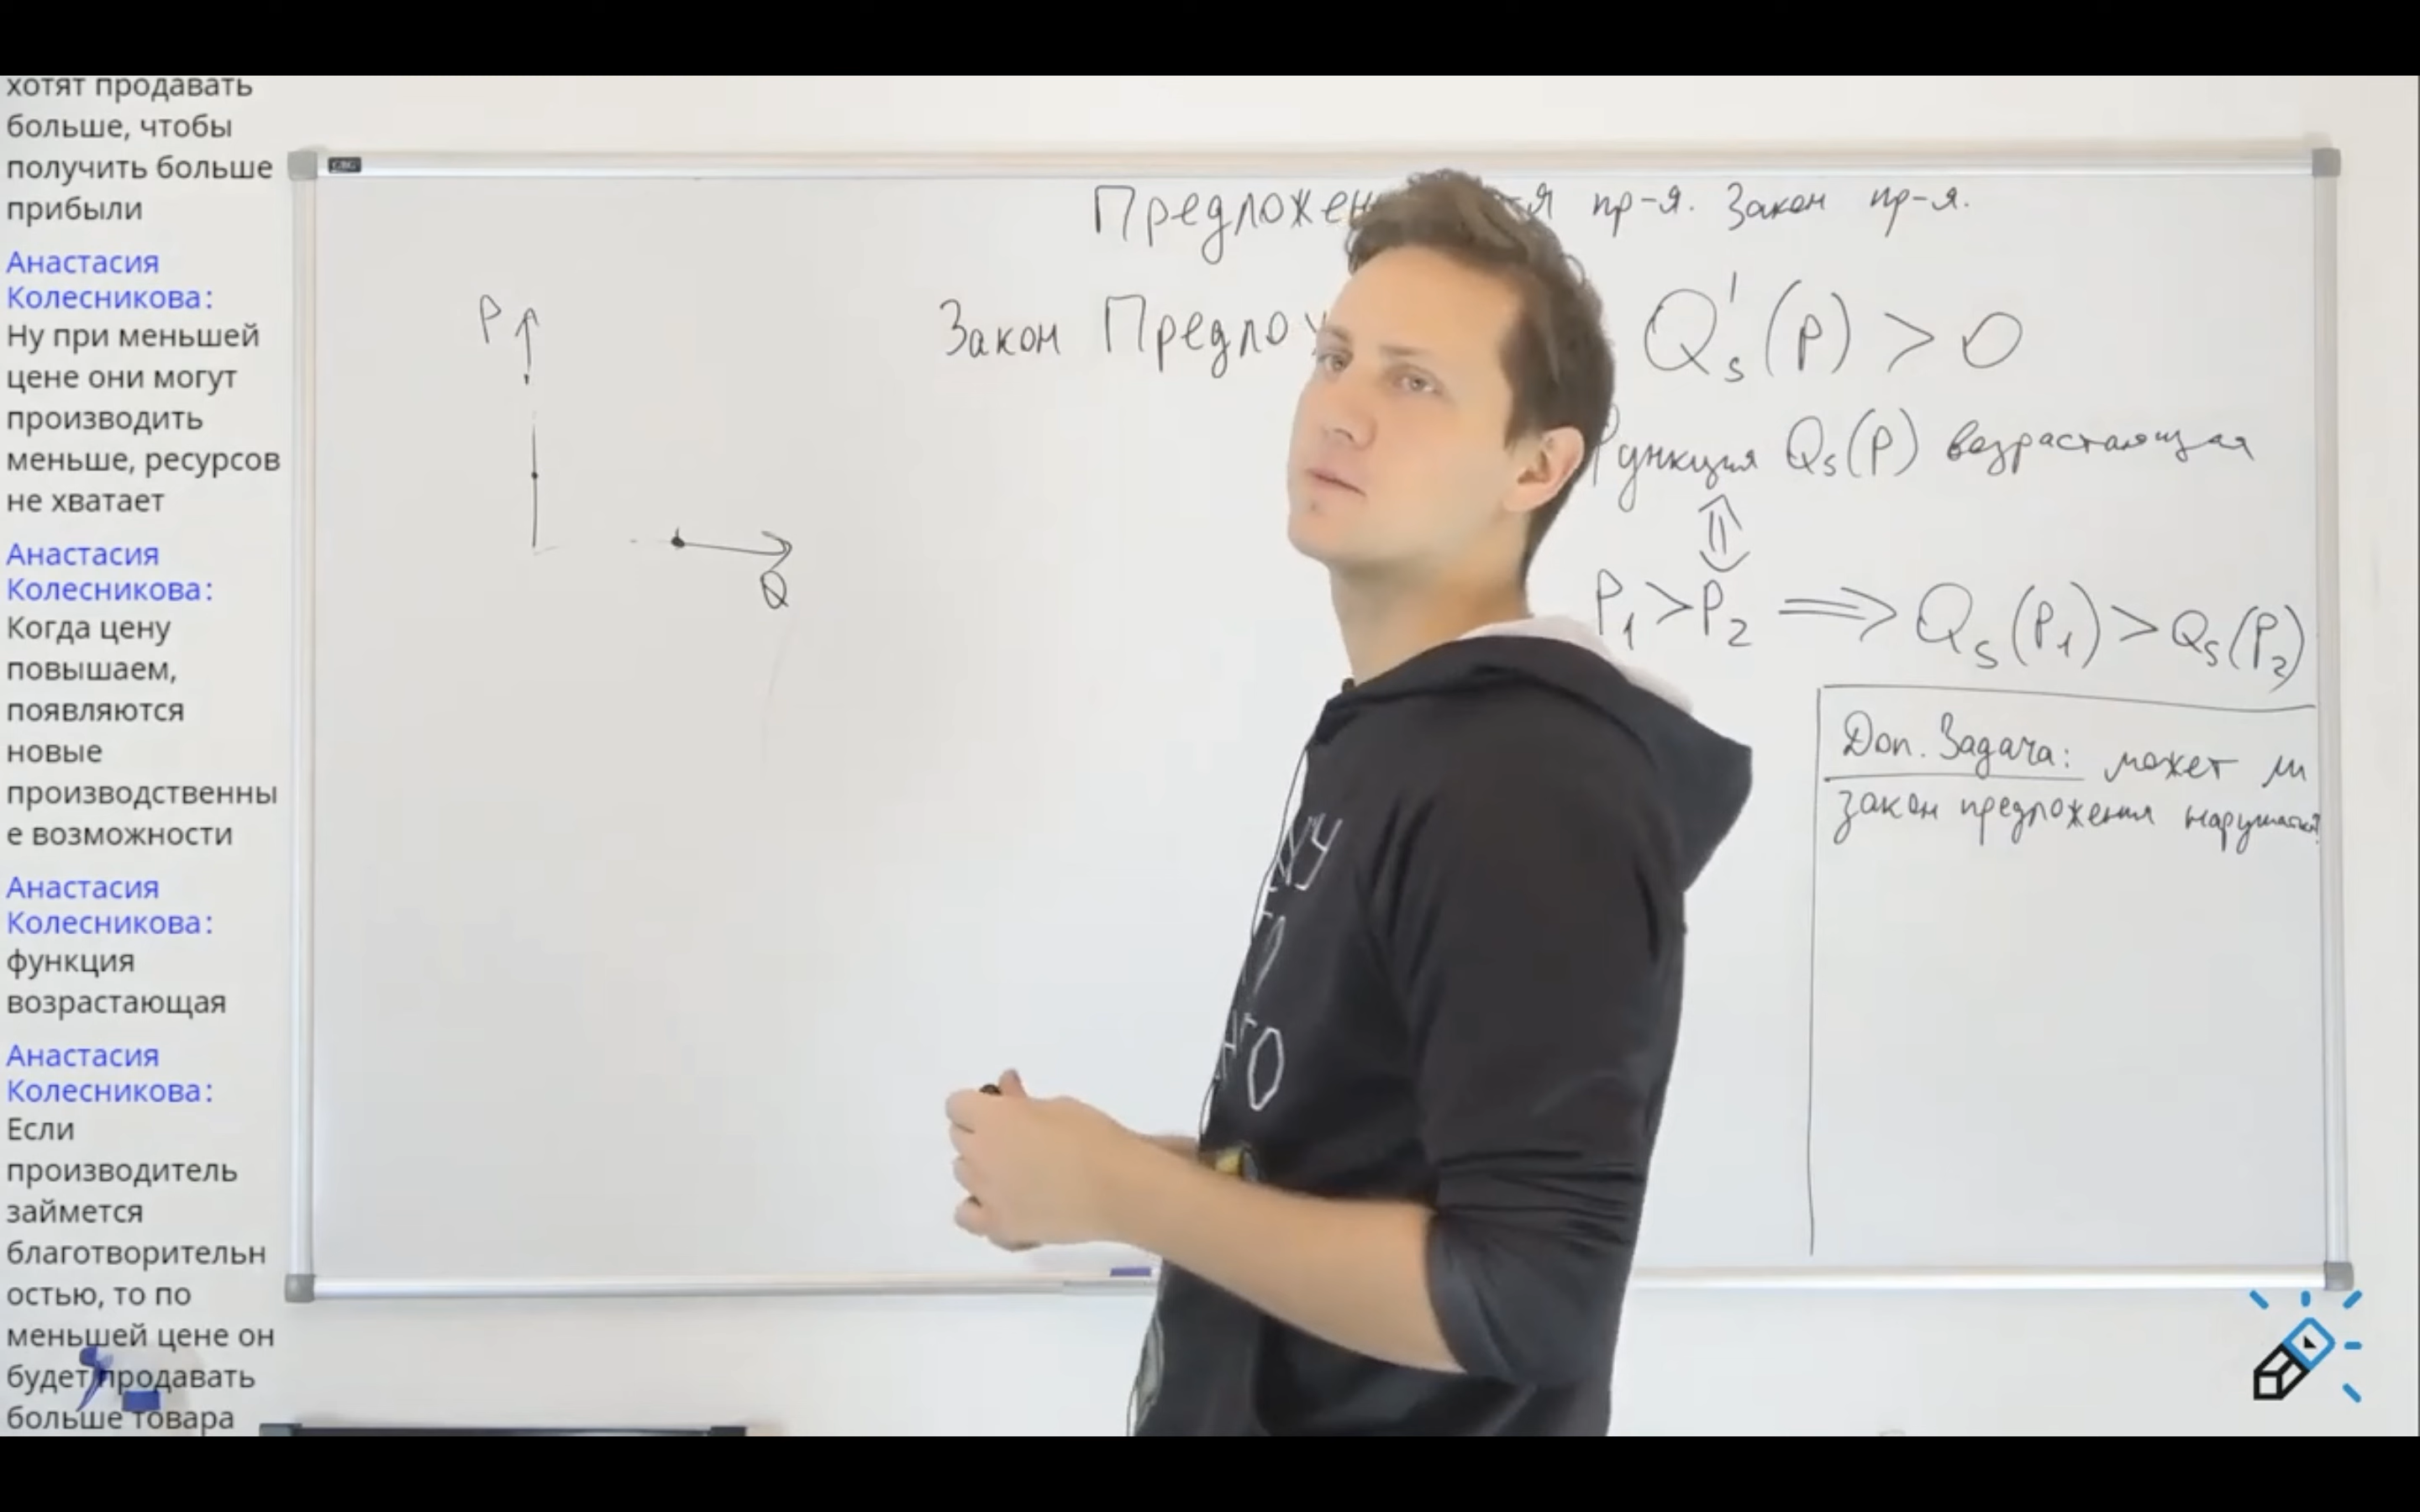 хотят продавать
больше, чтобы
получить больше
прибыли
Анастасия
Колесникова:
Ну при меньшей
цене они могут
производить
меньше, ресурсов
не хватает
Анастасия
Колесникова:
Когда цену
повышаем,
появляются
новые
производственны
е возможности
Анастасия
Колесникова:
функция
возрастающая
Анастасия
Колесникова:
Если
производитель
займется
благотворительн
остью, то по
меньшей цене он
будет продавать
больше товара
P
Q
Предложен -я пр-я. Закон пр-я.
Закон Предло Q's(P) > 0
Функция Qs(P) возрастающая
⇕
P1>P2 ⟹ Qs(P1)>Qs(P2)
Доп. Задача: может ли
закон предложения нарушаться?